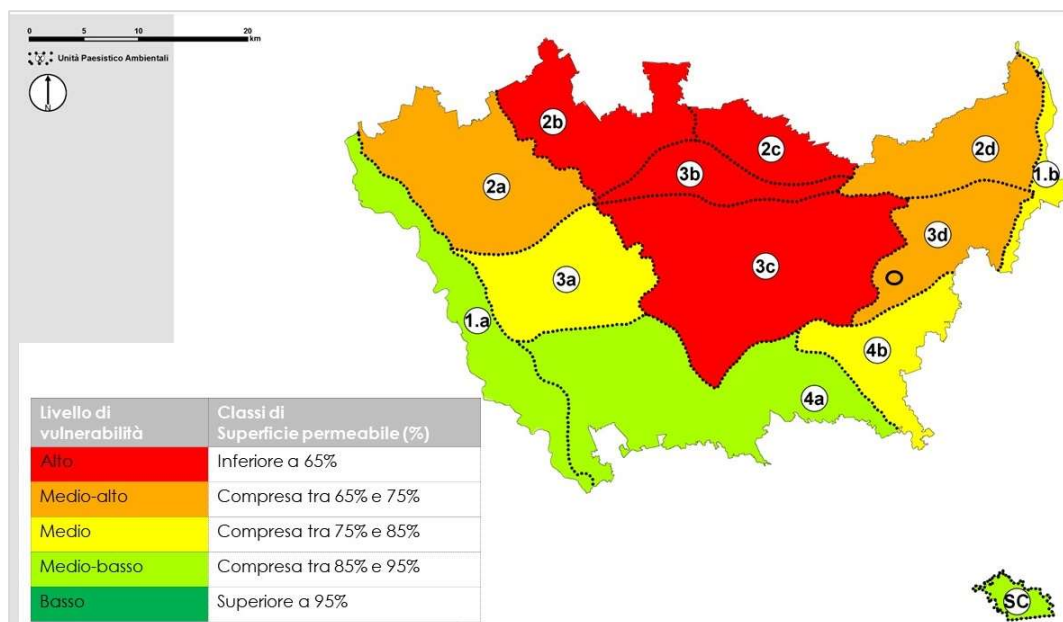 0 5 10 20
km
Unità Paesistico Ambientali
N
2b
2c
2d
1.b
2a
3b
3d
3a
3c
1.a
4b
4a
SC
Livello di vulnerabilità Classi di Superficie permeabile (%)
Alto Inferiore a 65%
Medio-alto Compresa tra 65% e 75%
Medio Compresa tra 75% e 85%
Medio-basso Compresa tra 85% e 95%
Basso Superiore a 95%